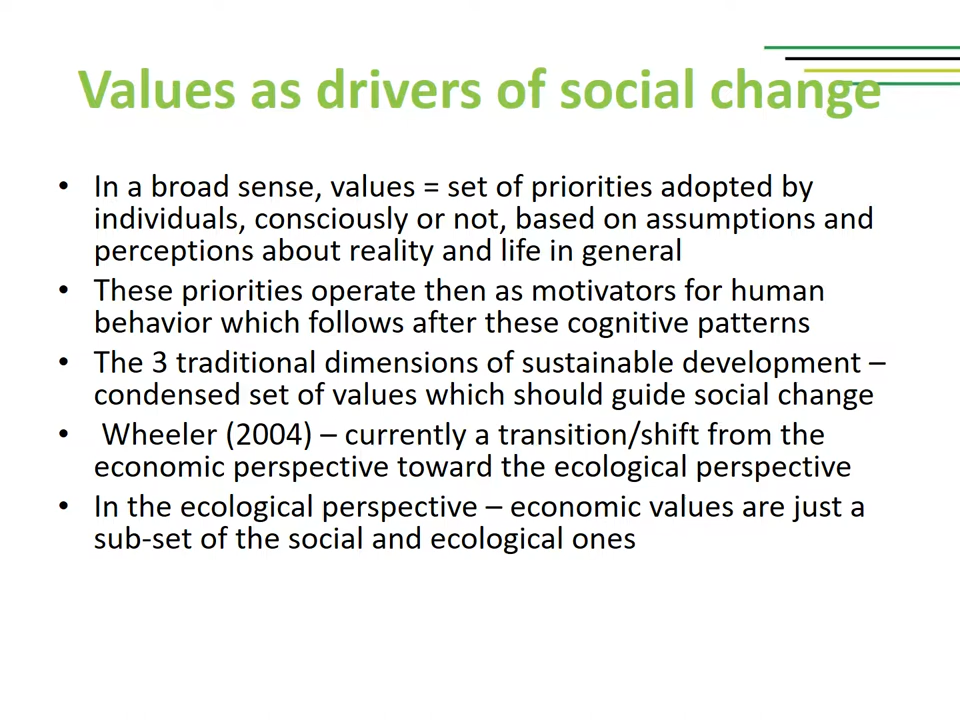 Values as drivers of social change
• In a broad sense, values = set of priorities adopted by
individuals, consciously or not, based on assumptions and
perceptions about reality and life in general
• These priorities operate then as motivators for human
behavior which follows after these cognitive patterns
• The 3 traditional dimensions of sustainable development –
condensed set of values which should guide social change
• Wheeler (2004) – currently a transition/shift from the
economic perspective toward the ecological perspective
• In the ecological perspective – economic values are just a
sub-set of the social and ecological ones